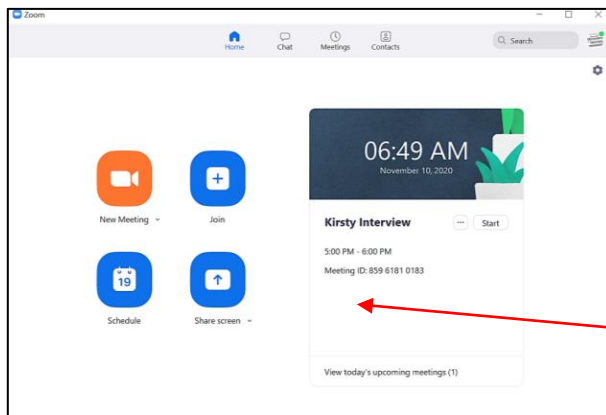 Zoom
Home
Chat
Meetings
Contacts
Search
06:49 AM
November 10, 2020
New Meeting
Join
Kirsty Interview
Start
5:00 PM - 6:00 PM
Meeting ID: 859 6181 0183
19
Schedule
Share screen
View today's upcoming meetings (1)